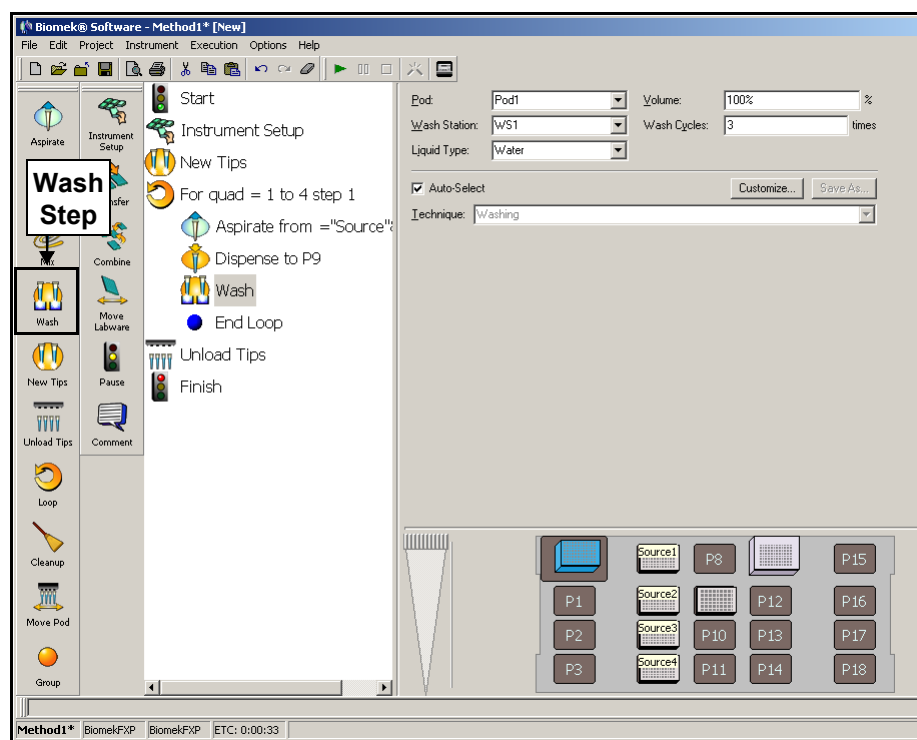 Biomek® Software - Method1* [New]
File Edit Project Instrument Execution Options Help
Aspirate
Instrument Setup
Wash Step
Combine
Wash
Move Labware
New Tips
Pause
Unload Tips
Comment
Loop
Cleanup
Move Pod
Group
Start
Instrument Setup
New Tips
For quad = 1 to 4 step 1
Aspirate from ="Source"
Dispense to P9
Wash
End Loop
Unload Tips
Finish
Pod: Pod1 Volume: 100% %
Wash Station: WS1 Wash Cycles: 3 times
Liquid Type: Water
Auto-Select Customize... Save As...
Technique: Washing
Source1 P8 P15
P1 Source2 P12 P16
P2 Source3 P10 P13 P17
P3 Source4 P11 P14 P18
Method1* BiomekFXP BiomekFXP ETC: 0:00:33